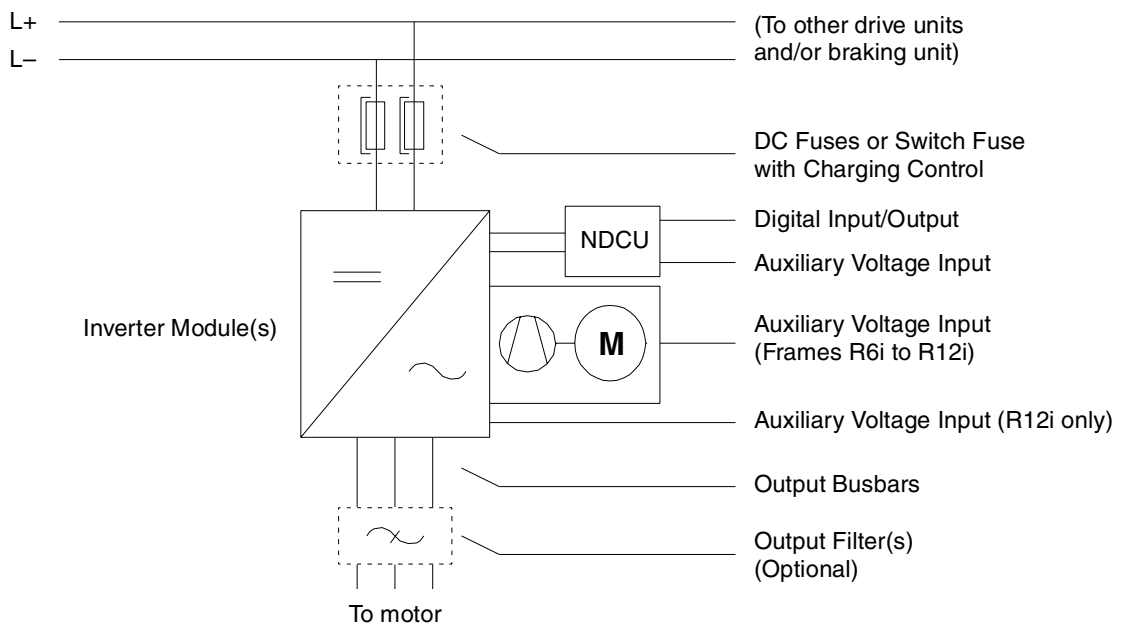 L+
(To other drive units
and/or braking unit)
L–
DC Fuses or Switch Fuse
with Charging Control
NDCU
Digital Input/Output
Auxiliary Voltage Input
Inverter Module(s)
M
Auxiliary Voltage Input
(Frames R6i to R12i)
Auxiliary Voltage Input (R12i only)
Output Busbars
Output Filter(s)
(Optional)
To motor